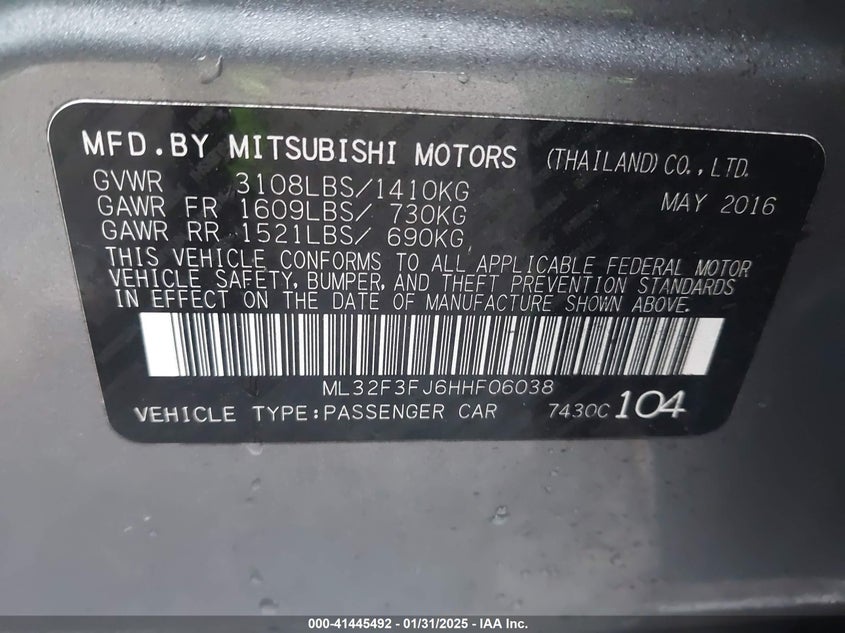 MFD.BY MITSUBISHI MOTORS (THAILAND) CO., LTD.
GVWR 3108LBS/1410KG MAY 2016
GAWR FR 1609LBS/ 730KG
GAWR RR 1521LBS/ 690KG
THIS VEHICLE CONFORMS TO ALL APPLICABLE FEDERAL MOTOR
VEHICLE SAFETY, BUMPER, AND THEFT PREVENTION STANDARDS
IN EFFECT ON THE DATE OF MANUFACTURE SHOWN ABOVE.
ML32F3FJ6HHF06038
VEHICLE TYPE:PASSENGER CAR 7430C 104
000-41445492 - 01/31/2025 - IAA Inc.